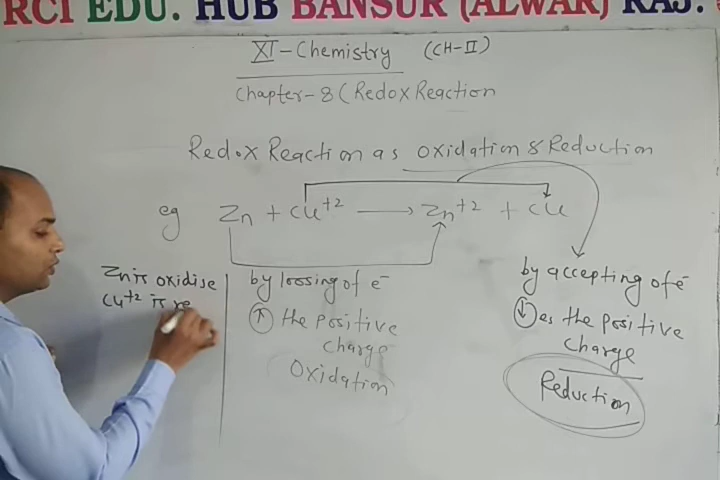 RCI EDU. HUB BANSUR (ALWAR) RAJ.
XI-Chemistry (CH-II)
Chapter-8 (Redox Reaction
Redox Reaction as oxidation & Reduction
eg Zn + Cu+2 → Zn+2 + Cu
Zn is oxidise
Cu+2 is re
by loosing of e-
↑ the positive
charge
Oxidation
by accepting of e-
↓es the positive
charge
Reduction